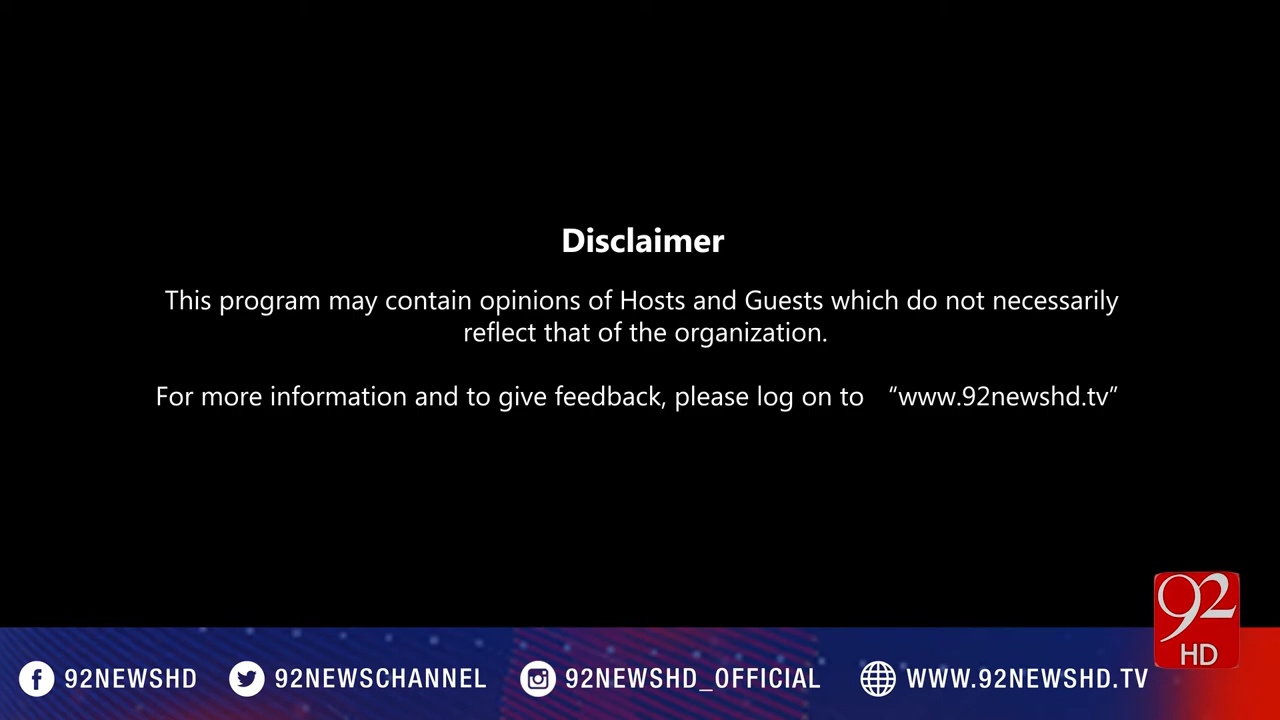 Disclaimer
This program may contain opinions of Hosts and Guests which do not necessarily
reflect that of the organization.
For more information and to give feedback, please log on to “www.92newshd.tv”
92
HD
92NEWSHD
92NEWSCHANNEL
92NEWSHD_OFFICIAL
WWW.92NEWSHD.TV